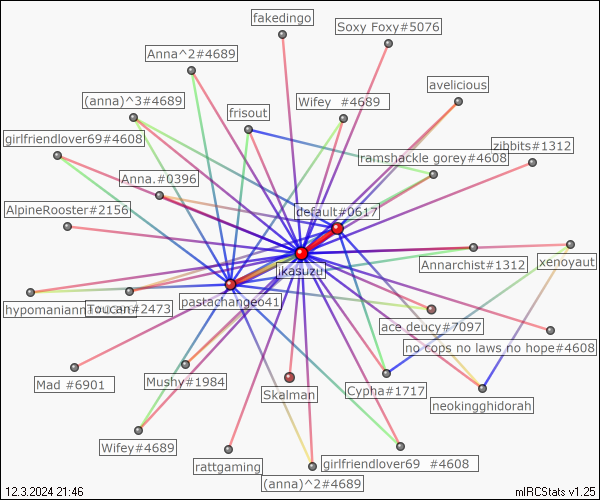 fakedingo
Soxy Foxy#5076
Anna^2#4689
avelicious
(anna)^3#4689
Wifey #4689
frisout
girlfriendlover69#4608
zibbits#1312
ramshackle gorey#4608
Anna.#0396
AlpineRooster#2156
default#0617
Annarchist#1312
xenoyaut
ikasuzu
pastachangeo41
Toucan#2473
ace deucy#7097
no cops no laws no hope#4608
Mad #6901
Mushy#1984
Skalman
Cypha#1717
neokingghidorah
Wifey#4689
rattgaming
girlfriendlover69 #4608
(anna)^2#4689
12.3.2024 21:46
mIRCStats v1.25